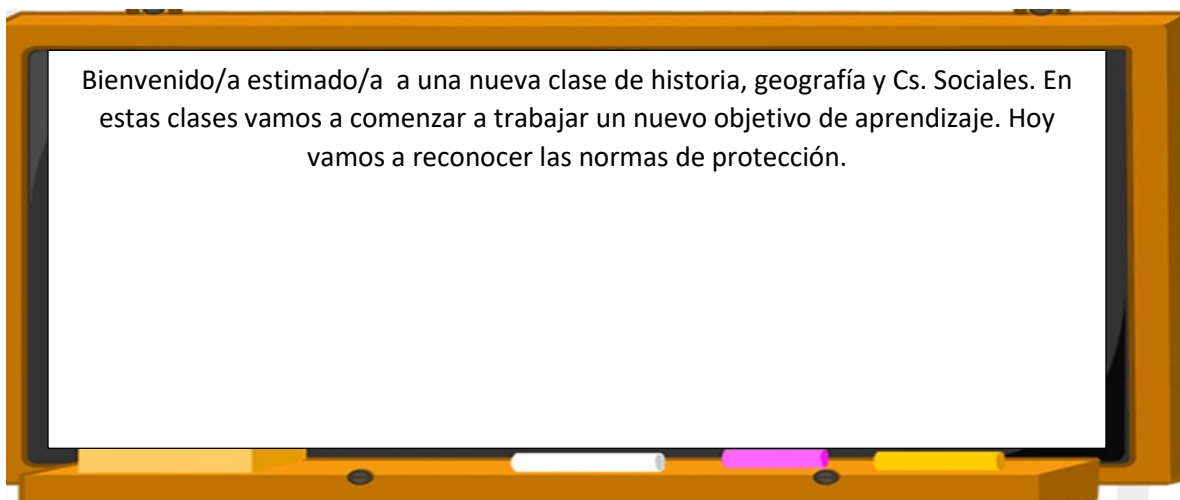 Bienvenido/a estimado/a  a una nueva clase de historia, geografía y Cs. Sociales. En
estas clases vamos a comenzar a trabajar un nuevo objetivo de aprendizaje. Hoy
vamos a reconocer las normas de protección.